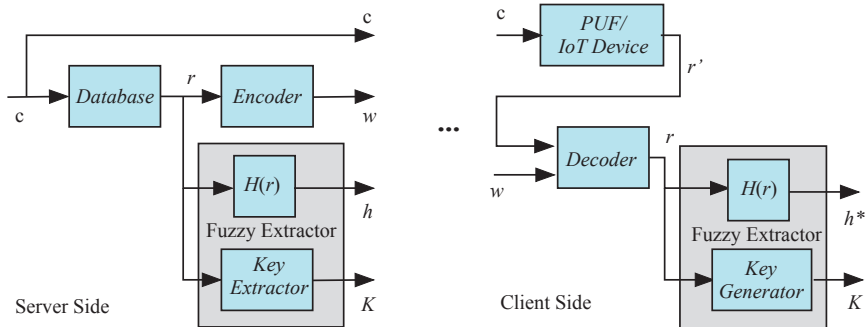 c
c
Database
r
Encoder
w
H(r)
h
Fuzzy Extractor
Key
Extractor
K
Server Side
...
c
PUF/
IoT Device
r'
w
Decoder
r
H(r)
h*
Fuzzy Extractor
Key
Generator
K
Client Side